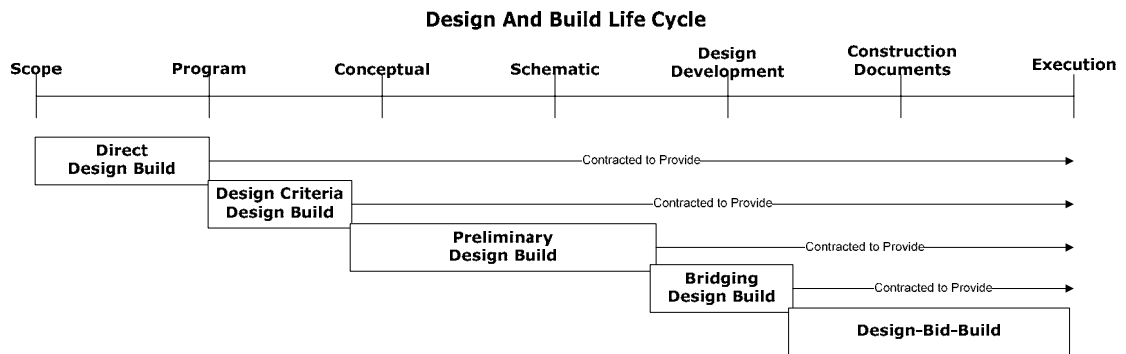 Design And Build Life Cycle
Scope
Program
Conceptual
Schematic
Design
Development
Construction
Documents
Execution
Direct
Design Build
Contracted to Provide
Design Criteria
Design Build
Contracted to Provide
Preliminary
Design Build
Contracted to Provide
Bridging
Design Build
Contracted to Provide
Design-Bid-Build